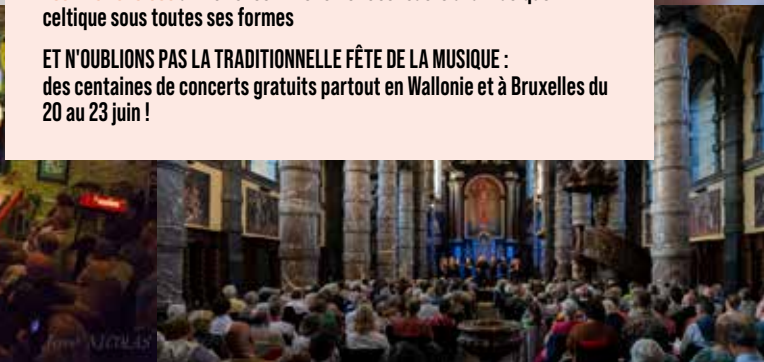 celtique sous toutes ses formes
ET N'OUBLIONS PAS LA TRADITIONNELLE FÊTE DE LA MUSIQUE :
des centaines de concerts gratuits partout en Wallonie et à Bruxelles du
20 au 23 juin !
NICOLAS